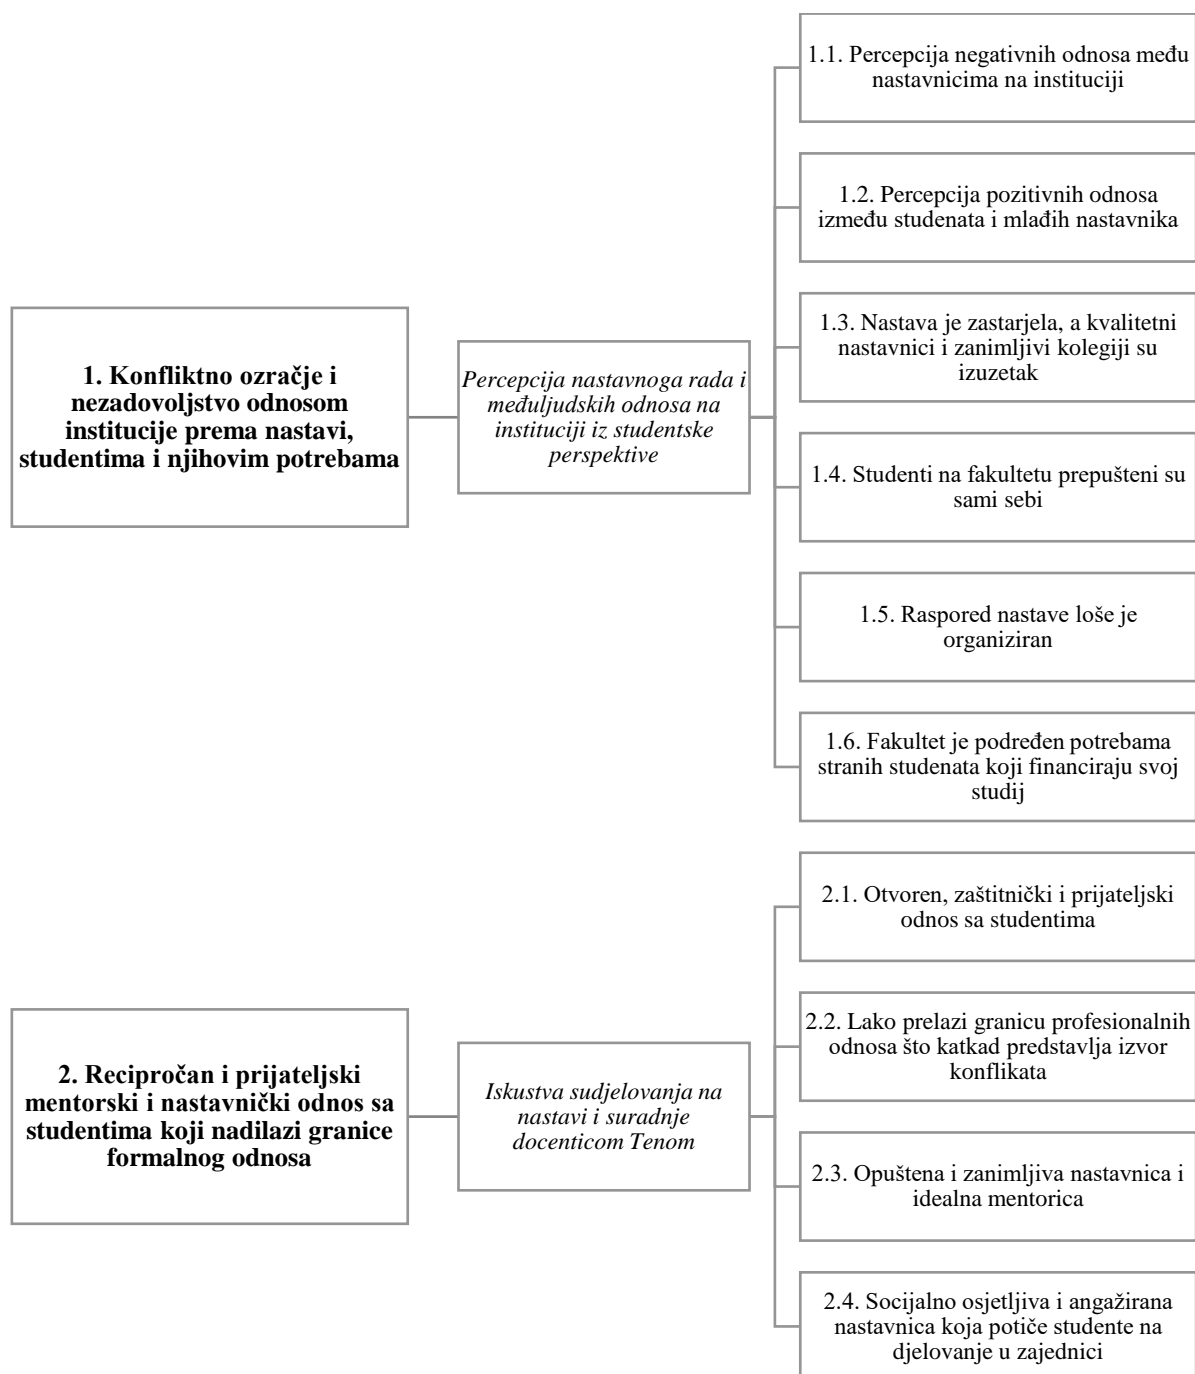 1. Konfliktno ozračje i
nezadovoljstvo odnosom
institucije prema nastavi,
studentima i njihovim potrebama
Percepcija nastavnoga rada i
međuljudskih odnosa na
instituciji iz studentske
perspektive
1.1. Percepcija negativnih odnosa među
nastavnicima na instituciji
1.2. Percepcija pozitivnih odnosa
između studenata i mlađih nastavnika
1.3. Nastava je zastarjela, a kvalitetni
nastavnici i zanimljivi kolegiji su
izuzetak
1.4. Studenti na fakultetu prepušteni su
sami sebi
1.5. Raspored nastave loše je
organiziran
1.6. Fakultet je podređen potrebama
stranih studenata koji financiraju svoj
studij
2. Recipročan i prijateljski
mentorski i nastavnički odnos sa
studentima koji nadilazi granice
formalnog odnosa
Iskustva sudjelovanja na
nastavi i suradnje
docenticom Tenom
2.1. Otvoren, zaštitnički i prijateljski
odnos sa studentima
2.2. Lako prelazi granicu profesionalnih
odnosa što katkad predstavlja izvor
konflikata
2.3. Opuštena i zanimljiva nastavnica i
idealna mentorica
2.4. Socijalno osjetljiva i angažirana
nastavnica koja potiče studente na
djelovanje u zajednici